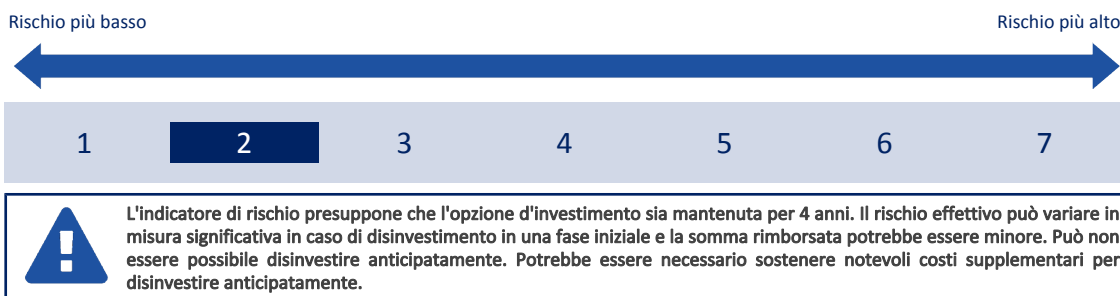 Rischio più basso Rischio più alto
1 2 3 4 5 6 7
L'indicatore di rischio presuppone che l'opzione d'investimento sia mantenuta per 4 anni. Il rischio effettivo può variare in
misura significativa in caso di disinvestimento in una fase iniziale e la somma rimborsata potrebbe essere minore. Può non
essere possibile disinvestire anticipatamente. Potrebbe essere necessario sostenere notevoli costi supplementari per
disinvestire anticipatamente.